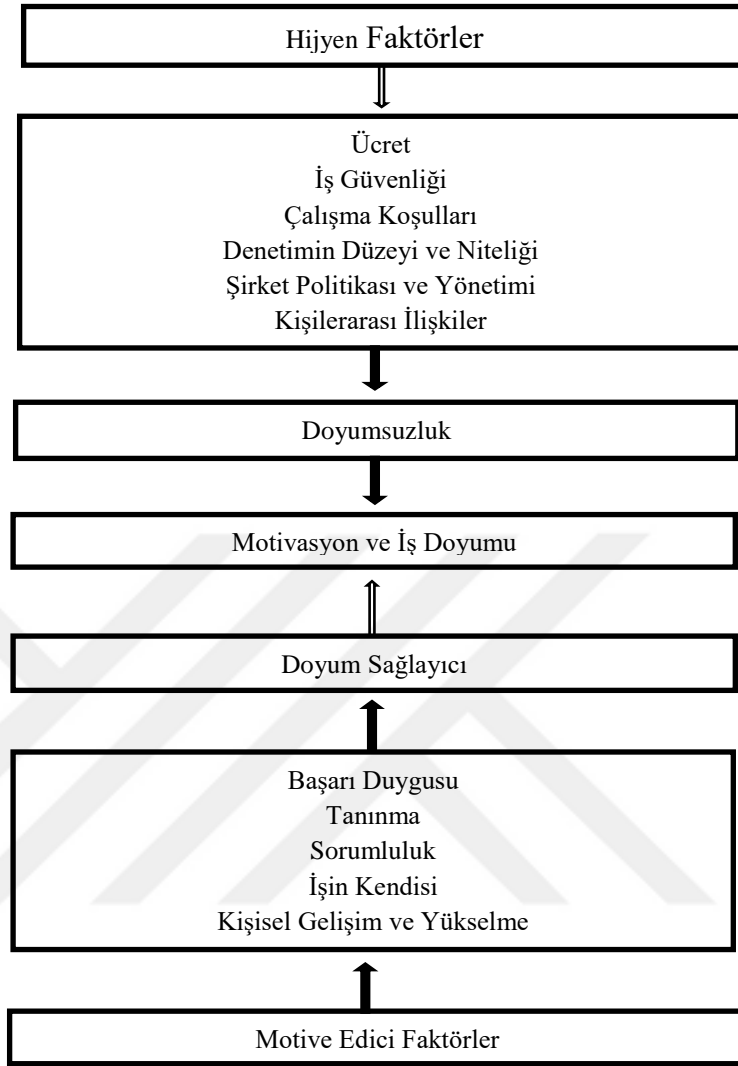 Hijyen Faktörler
Ücret
İş Güvenliği
Çalışma Koşulları
Denetimin Düzeyi ve Niteliği
Şirket Politikası ve Yönetimi
Kişilerarası İlişkiler
Doyumsuzluk
Motivasyon ve İş Doyumu
Doyum Sağlayıcı
Başarı Duygusu
Tanınma
Sorumluluk
İşin Kendisi
Kişisel Gelişim ve Yükselme
Motive Edici Faktörler